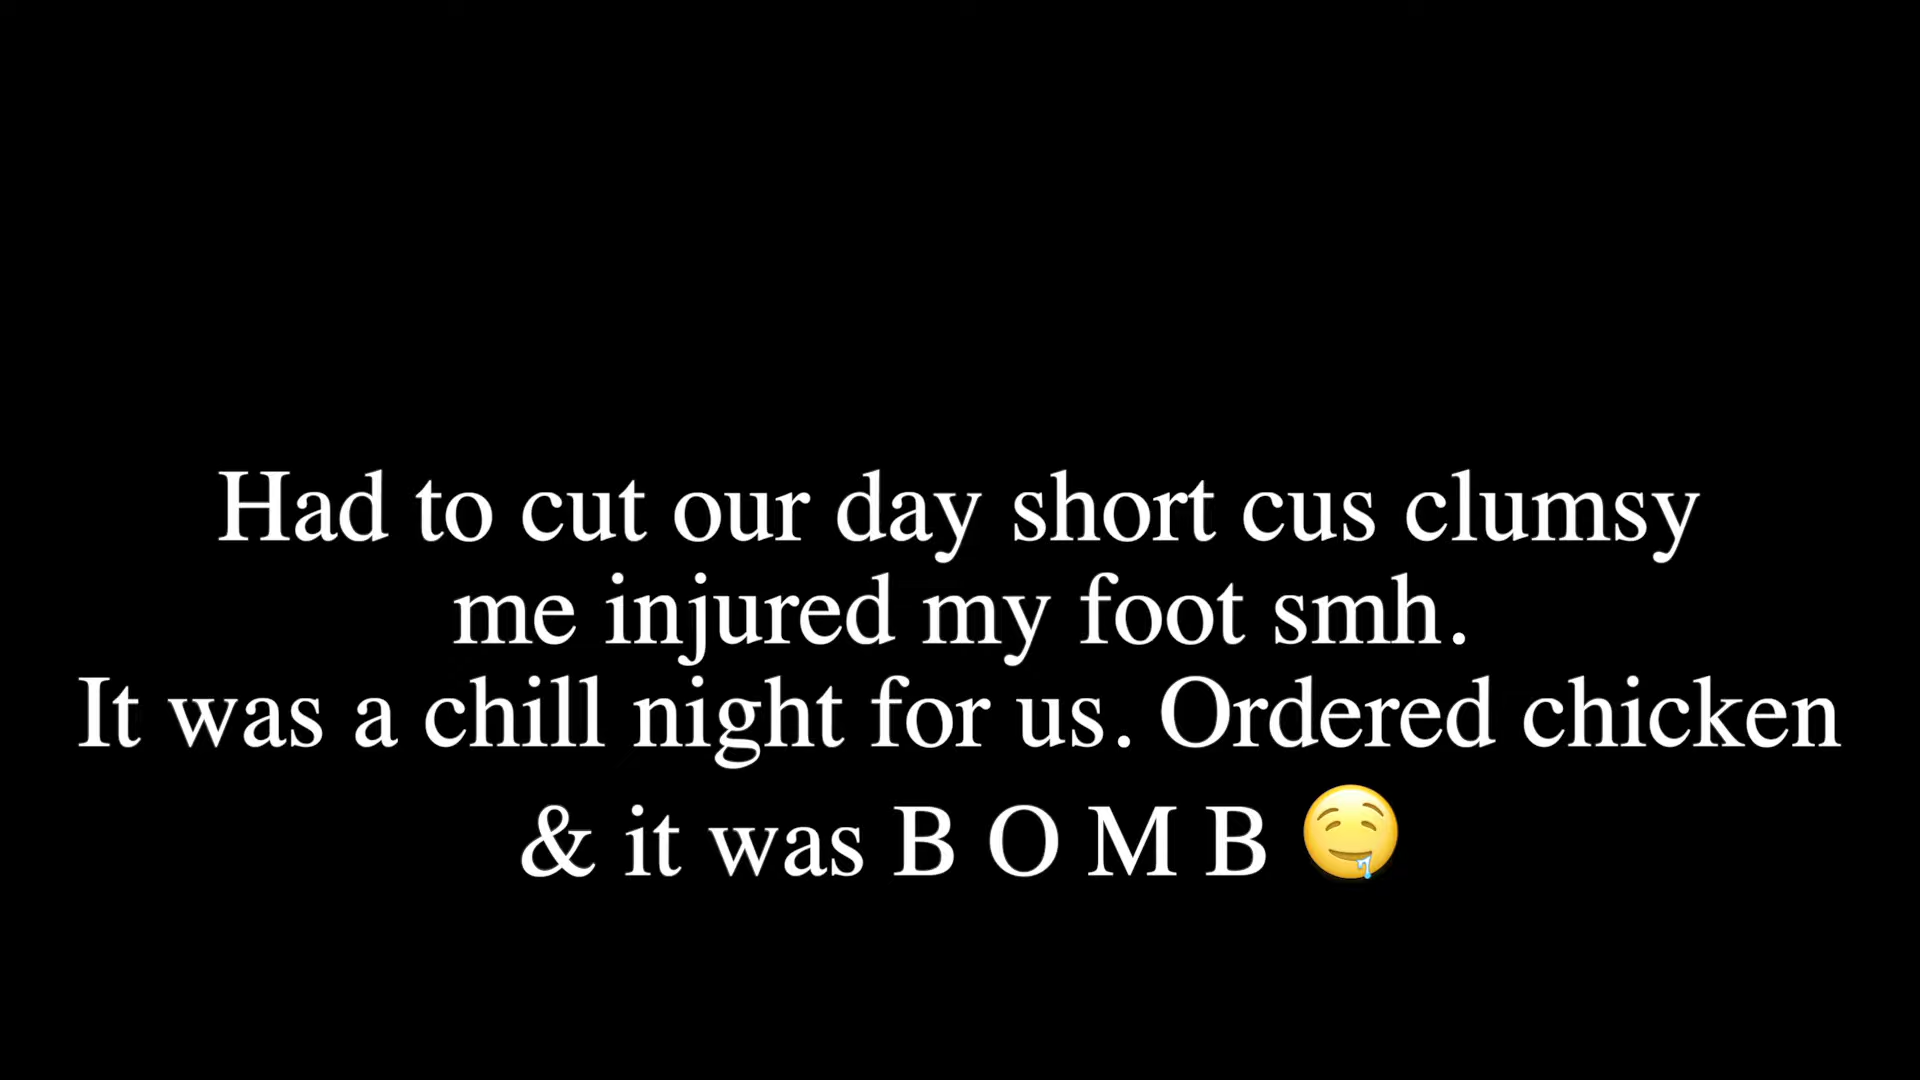 Had to cut our day short cus clumsy
me injured my foot smh.
It was a chill night for us. Ordered chicken
& it was B O M B 🤤